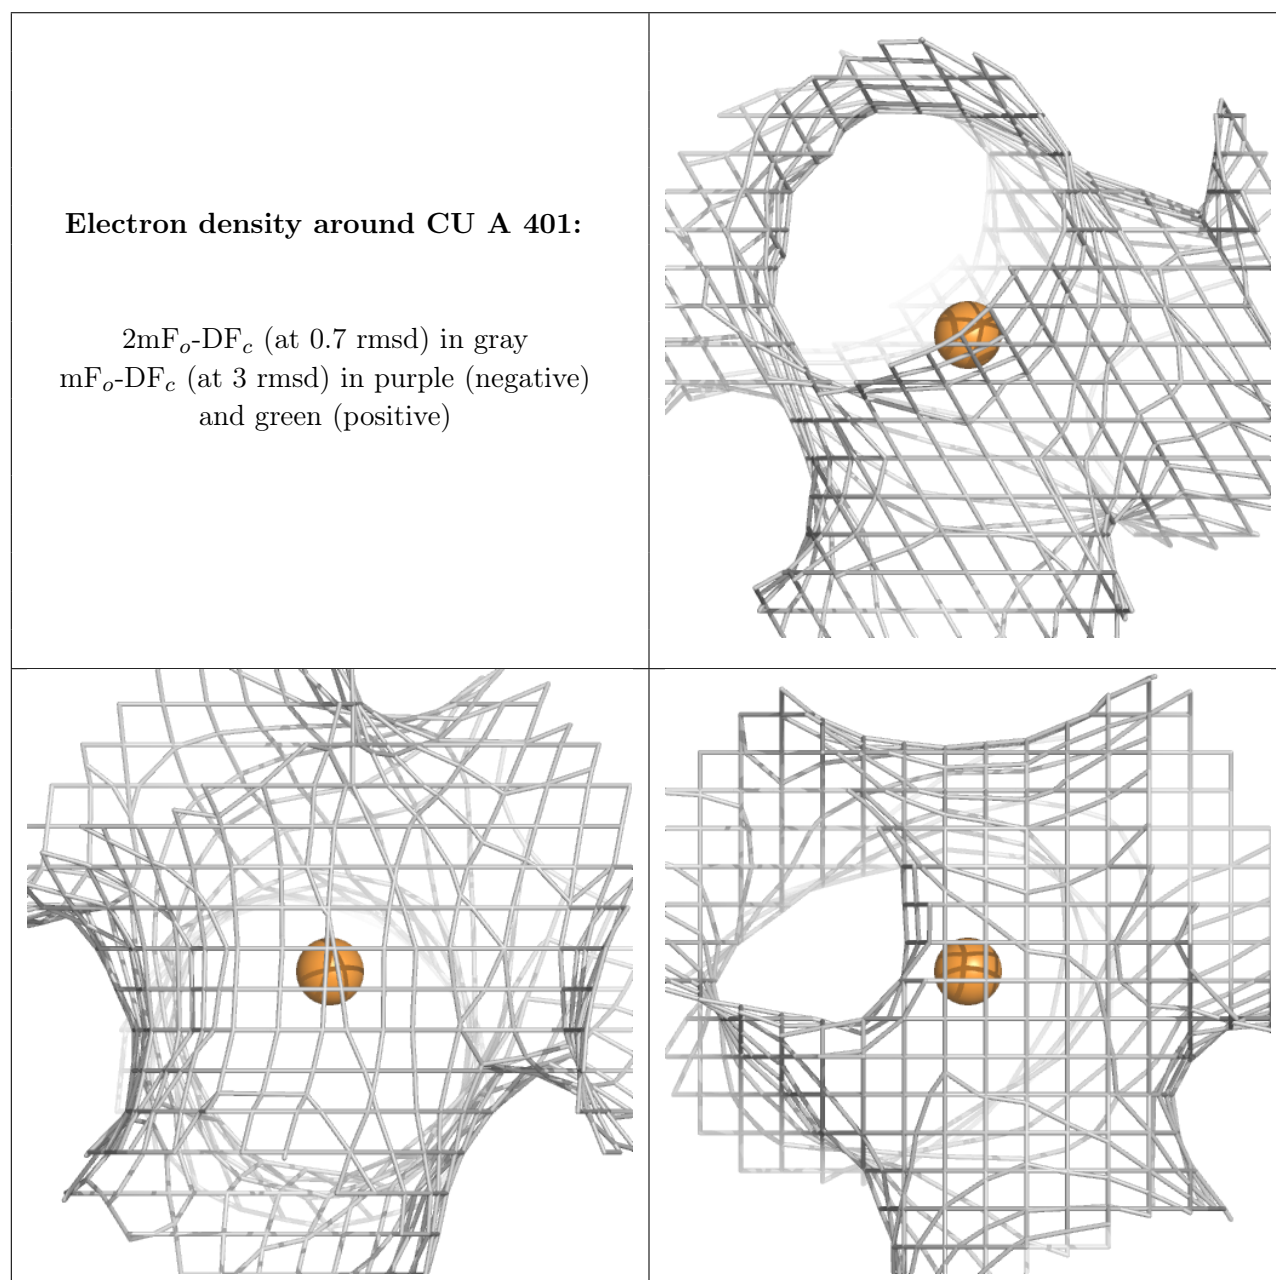 Electron density around CU A 401:
2mFo-DFc (at 0.7 rmsd) in gray
mFo-DFc (at 3 rmsd) in purple (negative)
and green (positive)